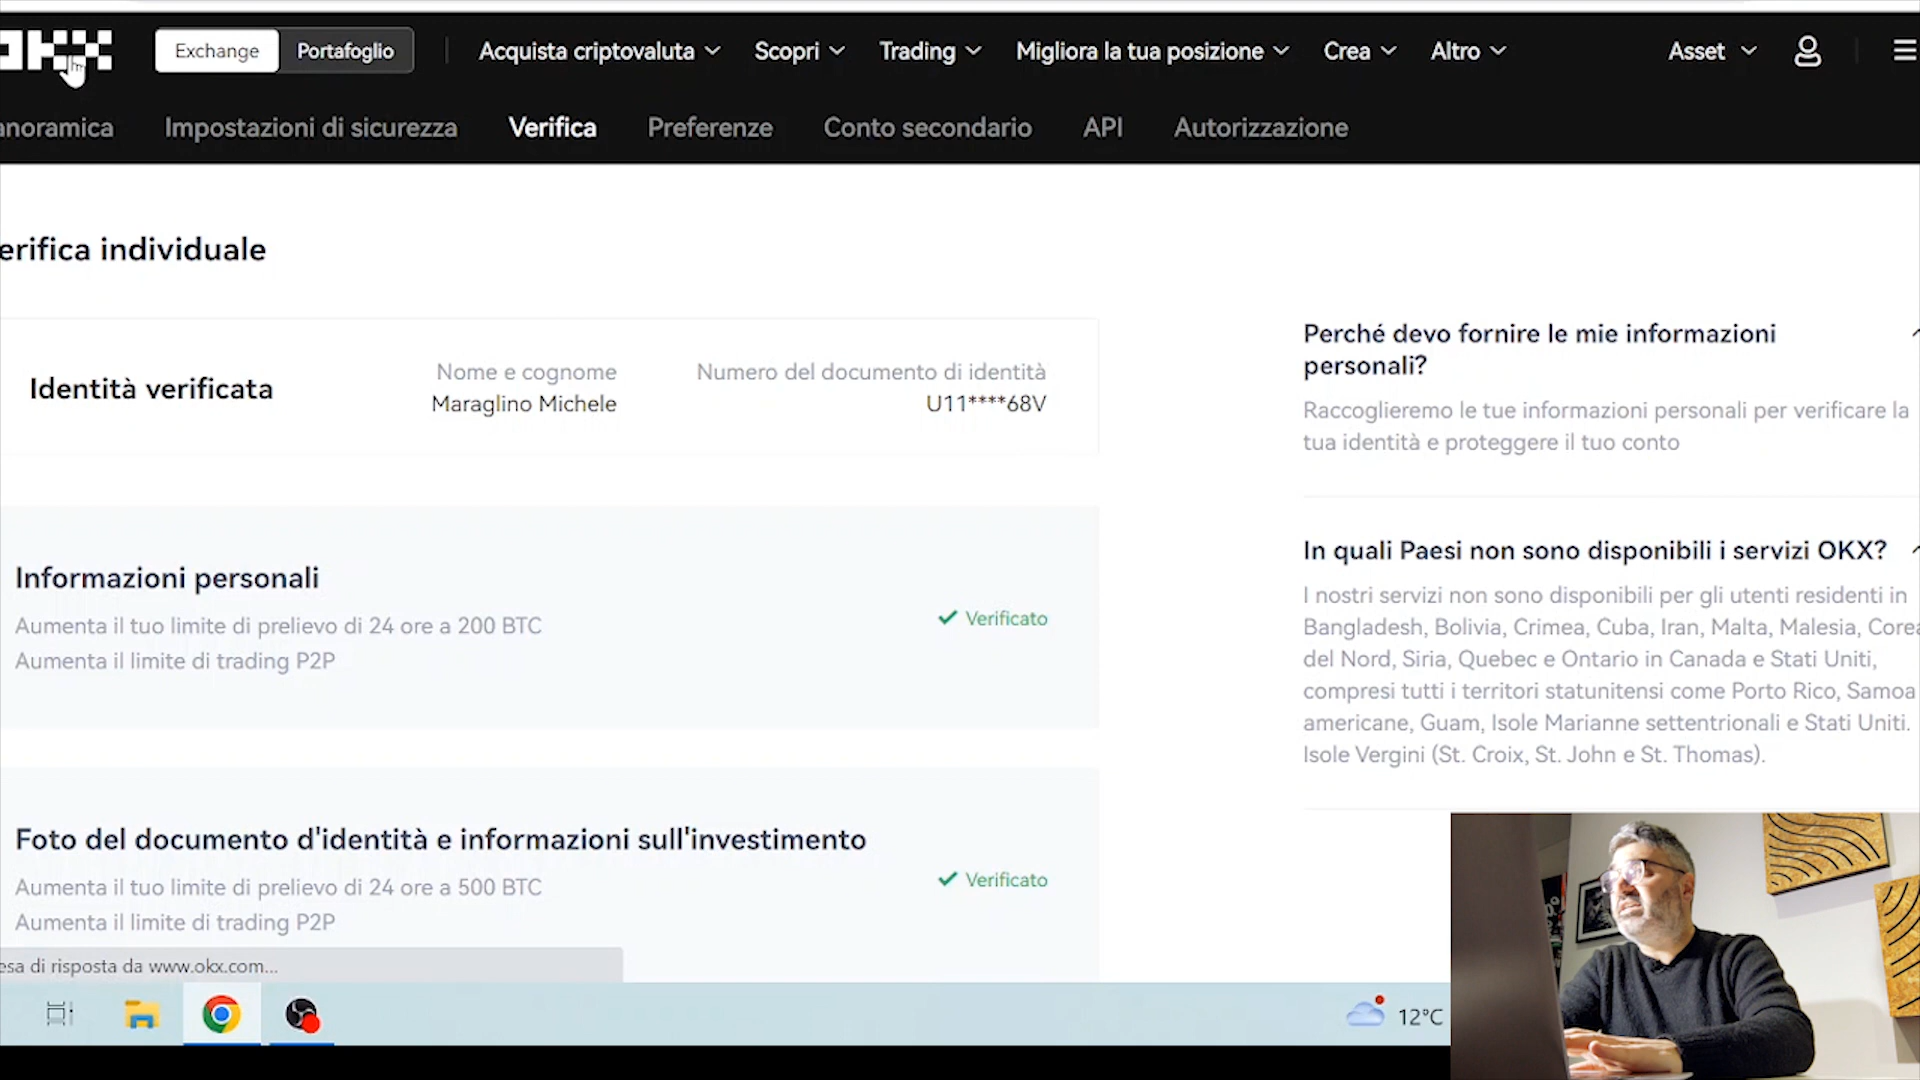 OKX Exchange Portafoglio Acquista criptovaluta Scopri Trading Migliora la tua posizione Crea Altro Asset
anoramica Impostazioni di sicurezza Verifica Preferenze Conto secondario API Autorizzazione
erifica individuale
Identità verificata
Nome e cognome
Maraglino Michele
Numero del documento di identità
U11****68V
Informazioni personali
Aumenta il tuo limite di prelievo di 24 ore a 200 BTC
Aumenta il limite di trading P2P
Verificato
Foto del documento d'identità e informazioni sull'investimento
Aumenta il tuo limite di prelievo di 24 ore a 500 BTC
Aumenta il limite di trading P2P
Verificato
Perché devo fornire le mie informazioni
personali?
Raccoglieremo le tue informazioni personali per verificare la
tua identità e proteggere il tuo conto
In quali Paesi non sono disponibili i servizi OKX?
I nostri servizi non sono disponibili per gli utenti residenti in
Bangladesh, Bolivia, Crimea, Cuba, Iran, Malta, Malesia, Corea
del Nord, Siria, Quebec e Ontario in Canada e Stati Uniti,
compresi tutti i territori statunitensi come Porto Rico, Samoa
americane, Guam, Isole Marianne settentrionali e Stati Uniti.
Isole Vergini (St. Croix, St. John e St. Thomas).
esa di risposta da www.okx.com...
12°C